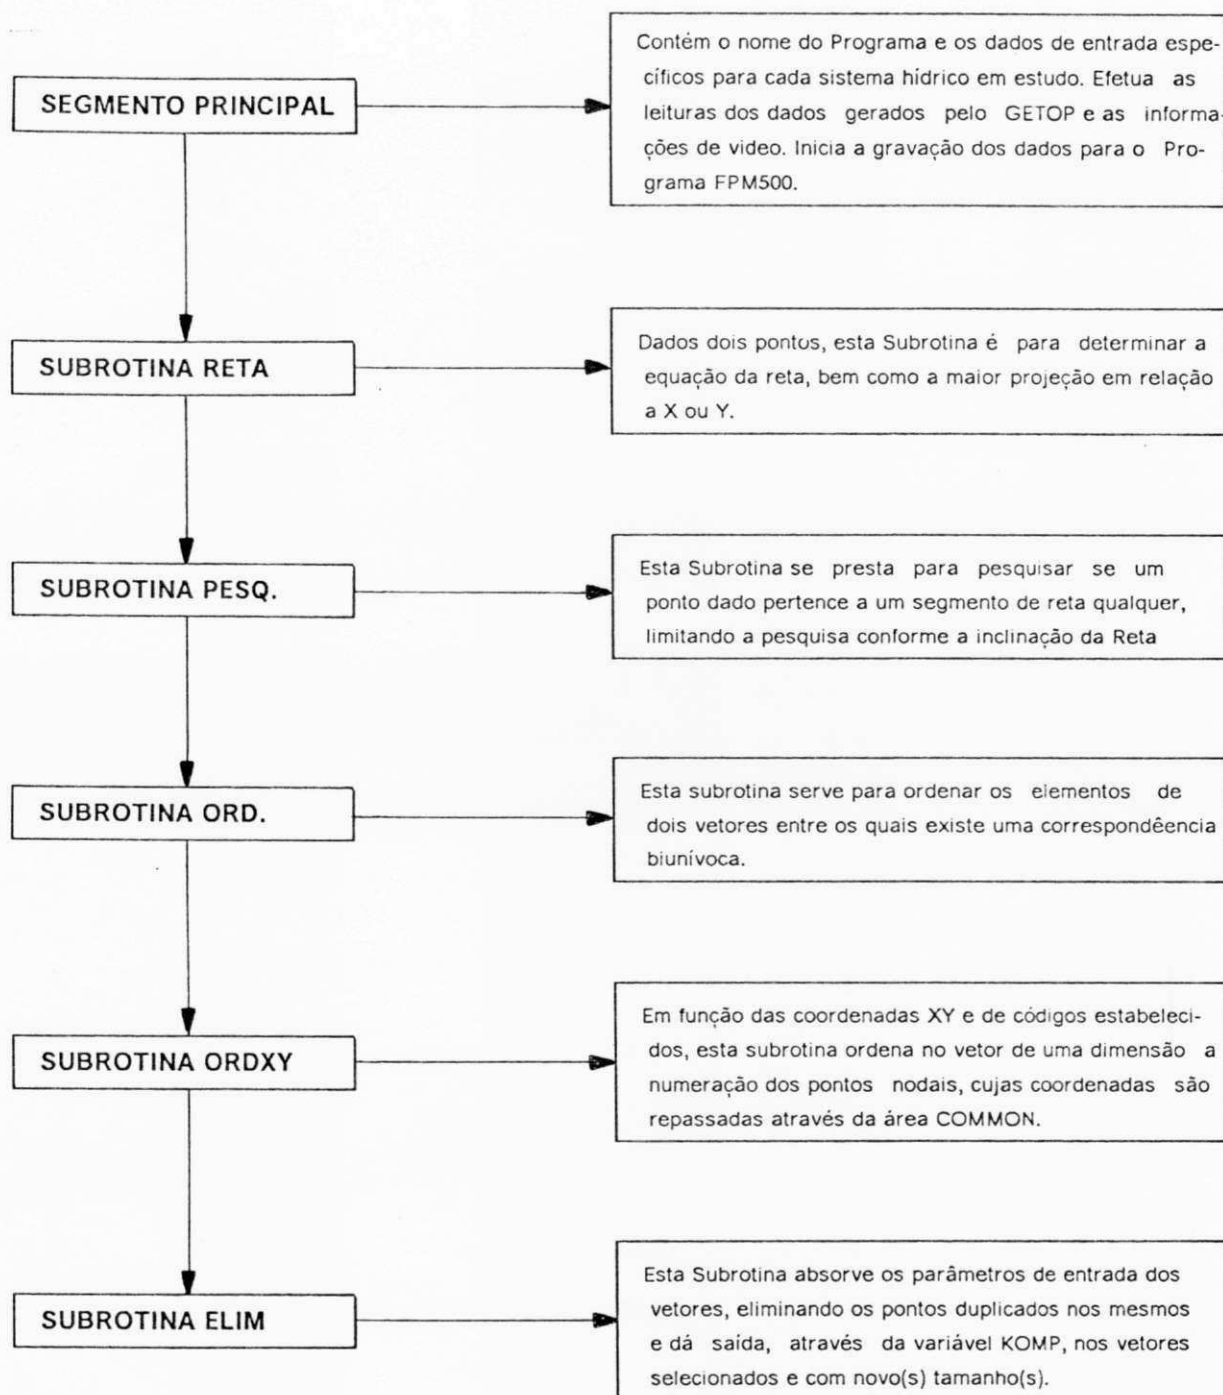 SEGMENTO PRINCIPAL
Contém o nome do Programa e os dados de entrada espe-
cíficos para cada sistema hídrico em estudo. Efetua as
leituras dos dados gerados pelo GETOP e as informa-
ções de video. Inicia a gravação dos dados para o Pro-
grama FPM500.
SUBROTINA RETA
Dados dois pontos, esta Subrotina é para determinar a
equação da reta, bem como a maior projeção em relação
a X ou Y.
SUBROTINA PESQ.
Esta Subrotina se presta para pesquisar se um
ponto dado pertence a um segmento de reta qualquer,
limitando a pesquisa conforme a inclinação da Reta
SUBROTINA ORD.
Esta subrotina serve para ordenar os elementos de
dois vetores entre os quais existe uma correspondêencia
biunívoca.
SUBROTINA ORDXY
Em função das coordenadas XY e de códigos estabeleci-
dos, esta subrotina ordena no vetor de uma dimensão a
numeração dos pontos nodais, cujas coordenadas são
repassadas através da área COMMON.
SUBROTINA ELIM
Esta Subrotina absorve os parâmetros de entrada dos
vetores, eliminando os pontos duplicados nos mesmos
e dá saída, através da variável KOMP, nos vetores
selecionados e com novo(s) tamanho(s).